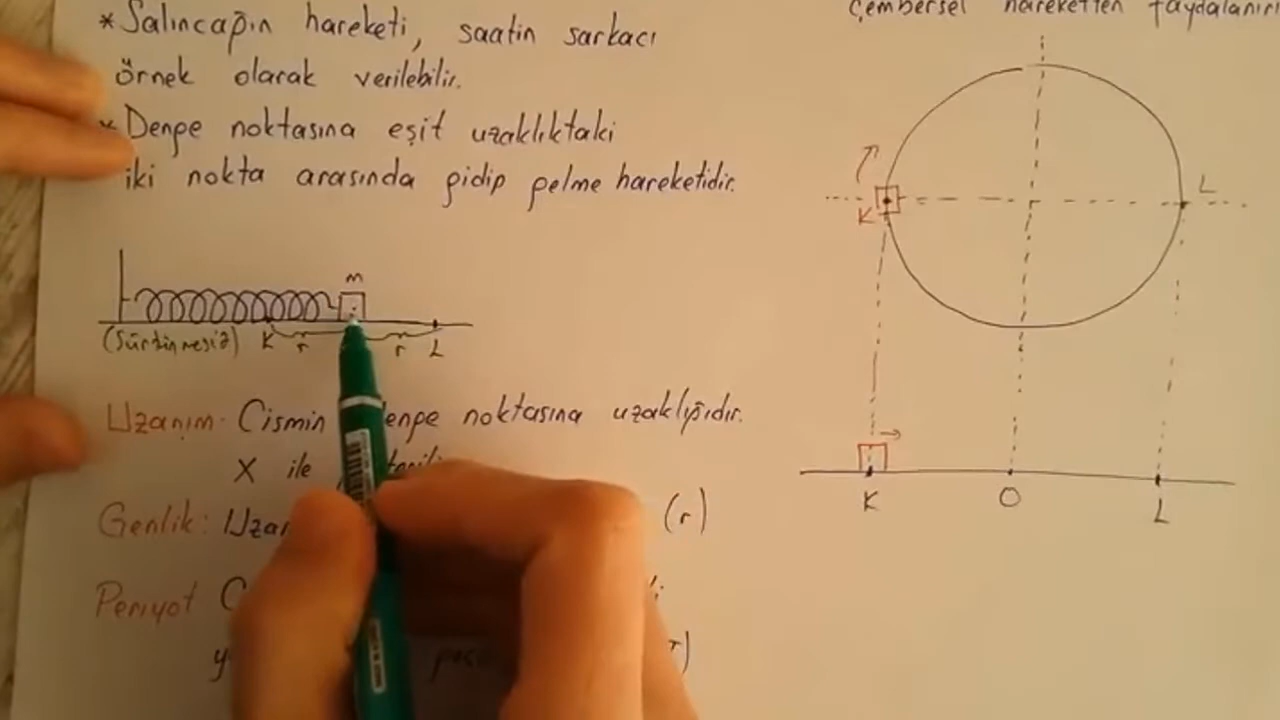 *Salıncağın hareketi, saatin sarkacı
örnek olarak verilebilir.
*Denge noktasına eşit uzaklıktaki
iki nokta arasında gidip gelme hareketidir.
m
(Sürtünmesiz) K r r L
Uzanım: Cismin denge noktasına uzaklığıdır.
X ile
Genlik: (r)
Periyot
Çembersel hareketten faydalanırı
K L
K O L